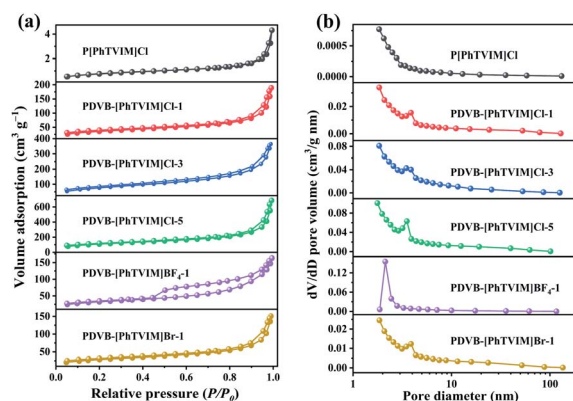 (a)
P[PhTVIM]Cl
4
2
0
PDVB-[PhTVIM]Cl-1
200
150
100
50
PDVB-[PhTVIM]Cl-3
300
200
100
PDVB-[PhTVIM]Cl-5
600
400
200
0
PDVB-[PhTVIM]BF₄-1
150
100
50
PDVB-[PhTVIM]Br-1
150
100
50
0.0 0.2 0.4 0.6 0.8 1.0
Relative pressure (P/P₀)
Volume adsorption (cm³ g⁻¹)
(b)
P[PhTVIM]Cl
0.0005
0.0000
PDVB-[PhTVIM]Cl-1
0.02
0.00
PDVB-[PhTVIM]Cl-3
0.08
0.04
0.00
PDVB-[PhTVIM]Cl-5
0.10
0.05
0.00
PDVB-[PhTVIM]BF₄-1
0.15
0.08
0.00
PDVB-[PhTVIM]Br-1
0.02
0.01
0.00
1 10 100
Pore diameter (nm)
dV/dD pore volume (cm³/g nm)